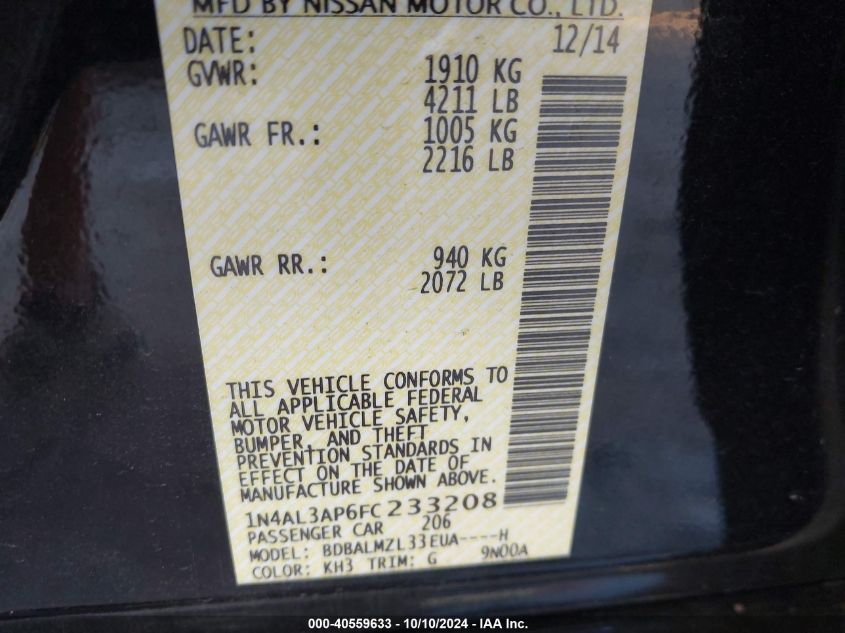 MFD BY NISSAN MOTOR CO., LTD.
DATE: 12/14
GVWR: 1910 KG
4211 LB
GAWR FR.: 1005 KG
2216 LB
GAWR RR.: 940 KG
2072 LB
THIS VEHICLE CONFORMS TO
ALL APPLICABLE FEDERAL
MOTOR VEHICLE SAFETY,
BUMPER, AND THEFT
PREVENTION STANDARDS IN
EFFECT ON THE DATE OF
MANUFACTURE SHOWN ABOVE.
1N4AL3AP6FC233208
PASSENGER CAR 206
MODEL: BDBALMZL33EUA----H
COLOR: KH3 TRIM: G 9N00A
000-40559633 - 10/10/2024 - IAA Inc.